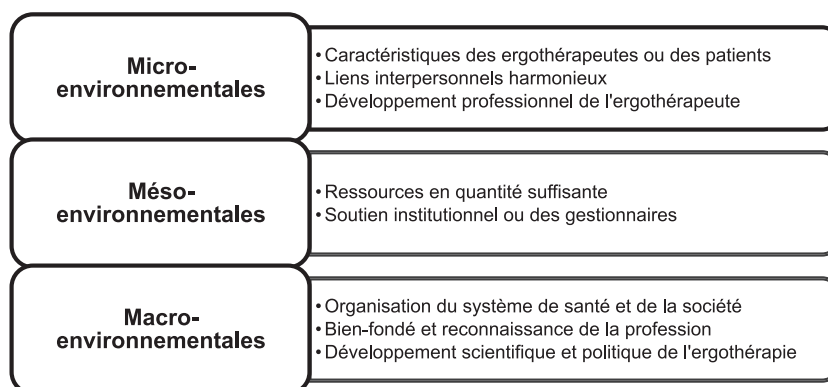 Micro-
environnementales
• Caractéristiques des ergothérapeutes ou des patients
• Liens interpersonnels harmonieux
• Développement professionnel de l'ergothérapeute
Méso-
environnementales
• Ressources en quantité suffisante
• Soutien institutionnel ou des gestionnaires
Macro-
environnementales
• Organisation du système de santé et de la société
• Bien-fondé et reconnaissance de la profession
• Développement scientifique et politique de l'ergothérapie